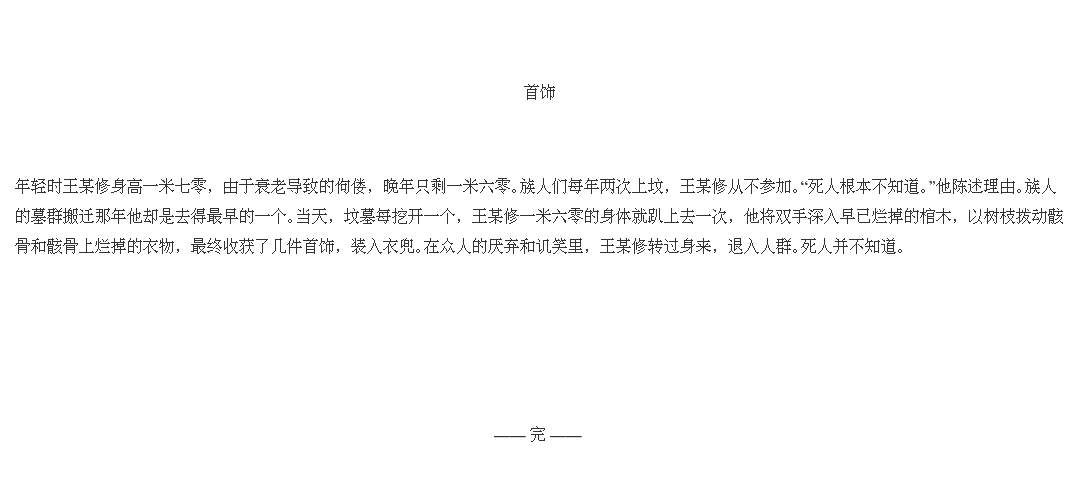 首饰
年轻时王某修身高一米七零，由于衰老导致的佝偻，晚年只剩一米六零。族人们每年两次上坟，王某修从不参加。“死人根本不知道。”他陈述理由。族人
的墓群搬迁那年他却是去得最早的一个。当天，坟墓每挖开一个，王某修一米六零的身体就趴上去一次，他将双手深入早已烂掉的棺木，以树枝拨动骸
骨和骸骨上烂掉的衣物，最终收获了几件首饰，装入衣兜。在众人的厌弃和讥笑里，王某修转过身来，退入人群。死人并不知道。
—— 完 ——